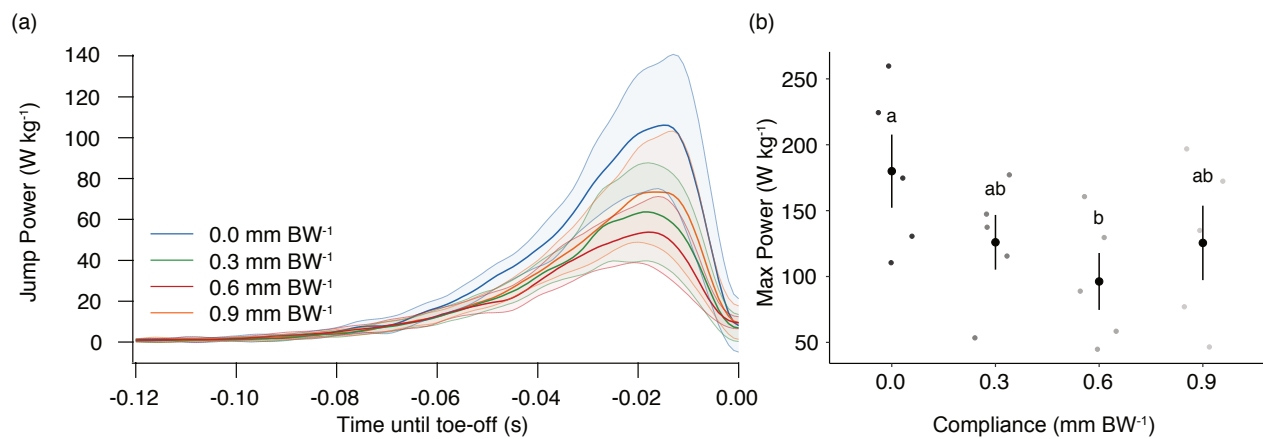 (a)
Jump Power (W kg⁻¹)
140
120
100
80
60
40
20
0
0.0 mm BW⁻¹
0.3 mm BW⁻¹
0.6 mm BW⁻¹
0.9 mm BW⁻¹
-0.12 -0.10 -0.08 -0.06 -0.04 -0.02 0.00
Time until toe-off (s)
(b)
Max Power (W kg⁻¹)
250
200
150
100
50
a
ab
b
ab
0.0 0.3 0.6 0.9
Compliance (mm BW⁻¹)